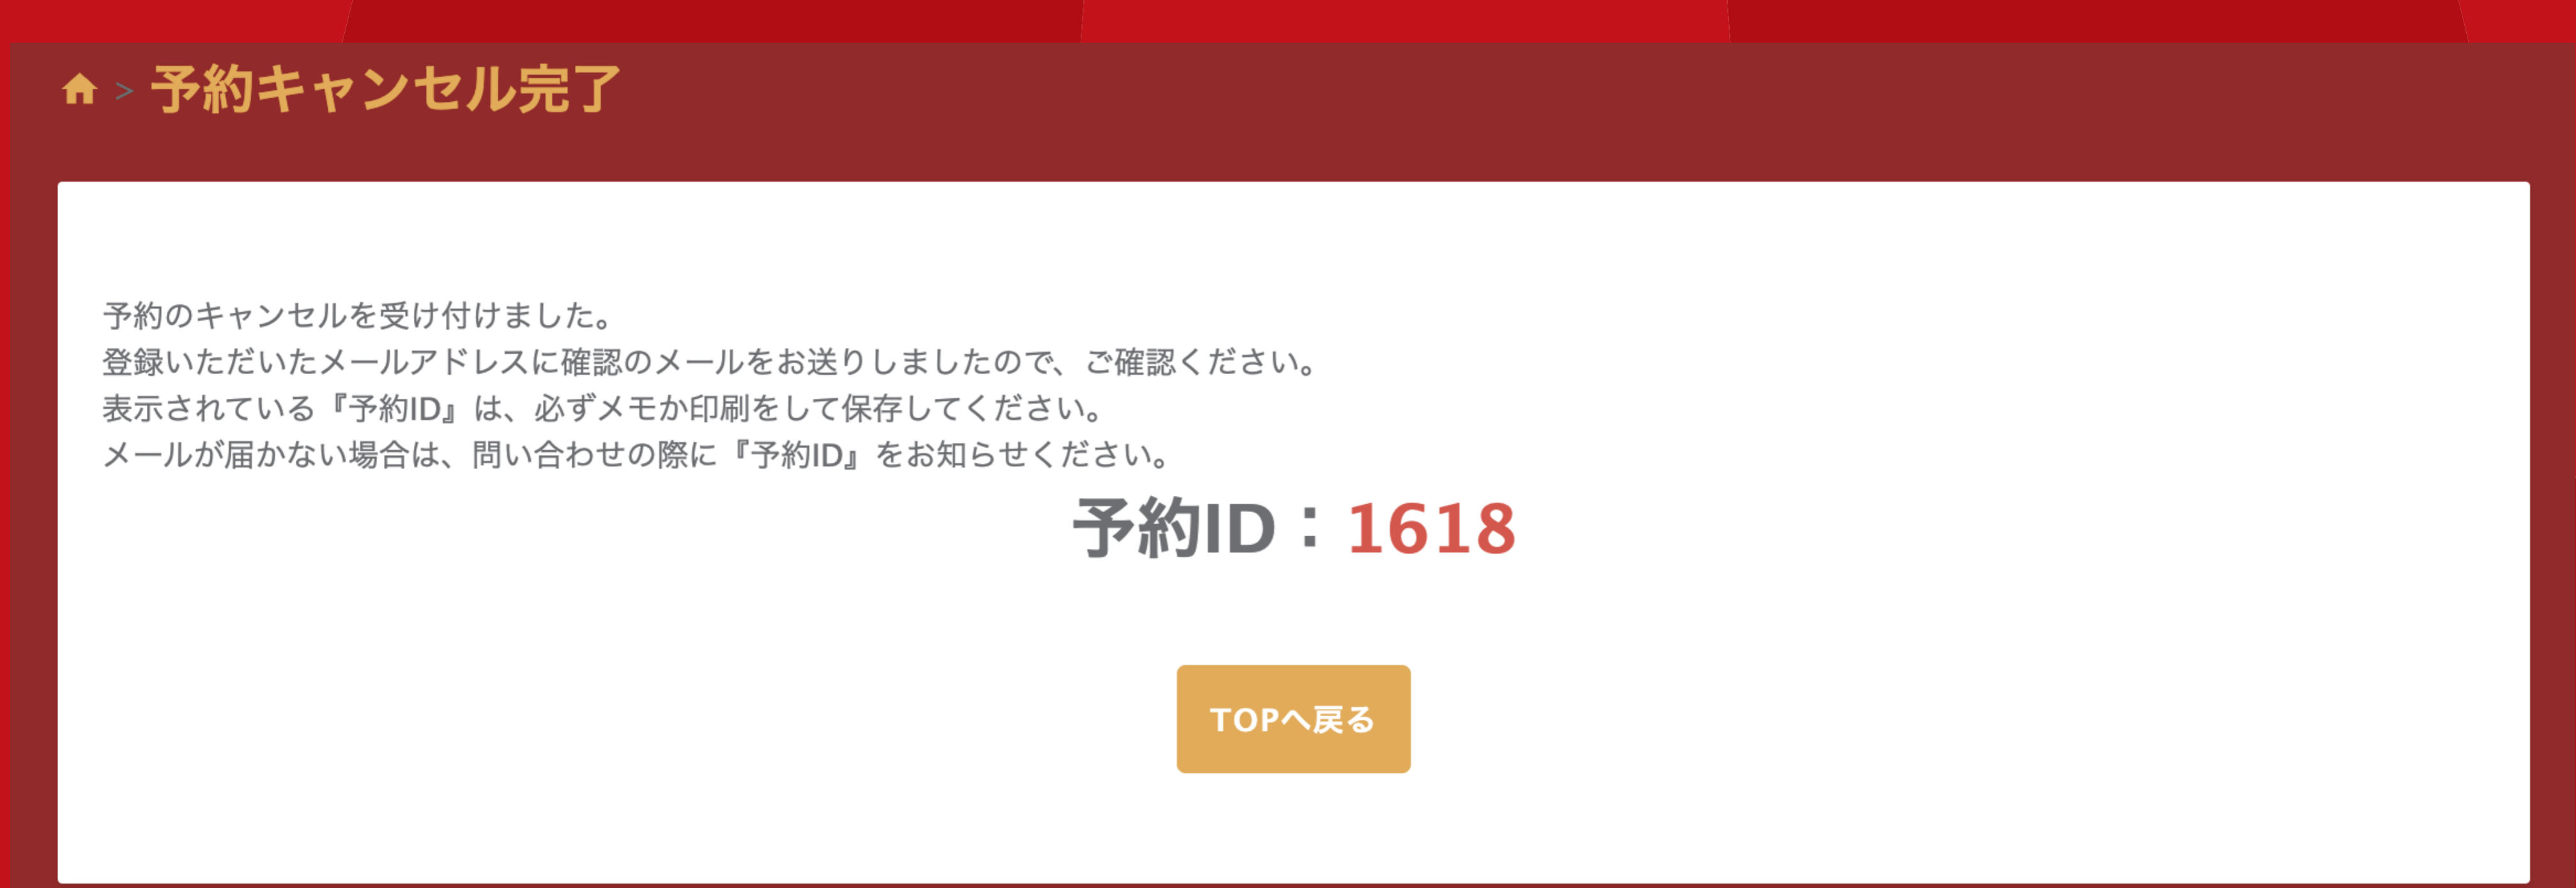 > 予約キャンセル完了
予約のキャンセルを受け付けました。
登録いただいたメールアドレスに確認のメールをお送りしましたので、ご確認ください。
表示されている『予約ID』は、必ずメモか印刷をして保存してください。
メールが届かない場合は、問い合わせの際に『予約ID』をお知らせください。
予約ID：1618
TOPへ戻る